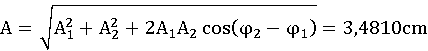 A = √(A₁² + A₂² + 2A₁A₂ cos(φ₂ − φ₁)) = 3,4810cm